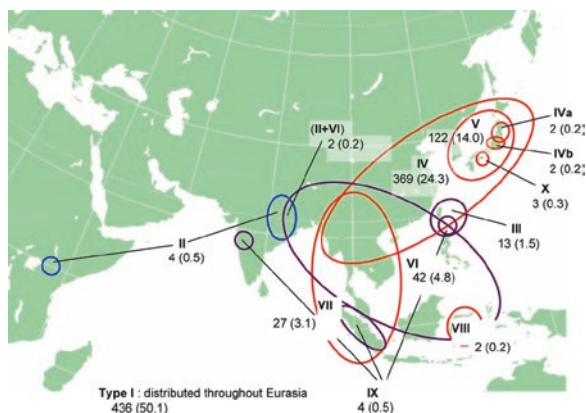 IVa
2 (0.2)
V
122 (14.0)
(II+VI)
2 (0.2)
IVb
2 (0.2)
IV
369 (24.3)
X
3 (0.3)
II
4 (0.5)
III
13 (1.5)
VI
42 (4.8)
VII
27 (3.1)
VIII
2 (0.2)
IX
4 (0.5)
Type I : distributed throughout Eurasia
436 (50.1)